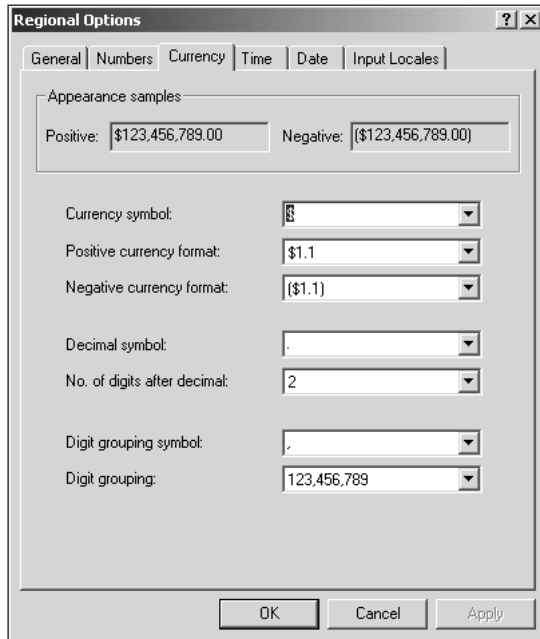 Regional Options
General Numbers Currency Time Date Input Locales
Appearance samples
Positive: $123,456,789.00 Negative: ($123,456,789.00)
Currency symbol: $
Positive currency format: $1.1
Negative currency format: ($1.1)
Decimal symbol: .
No. of digits after decimal: 2
Digit grouping symbol: ,
Digit grouping: 123,456,789
OK Cancel Apply